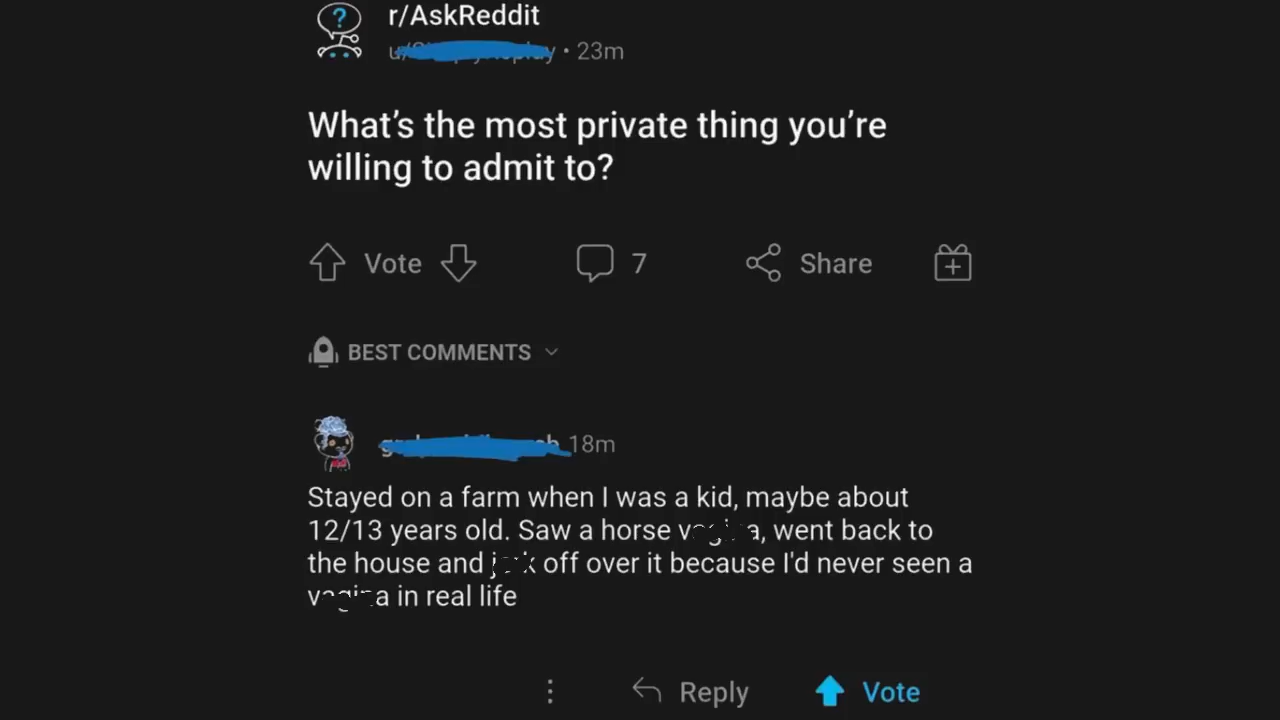 r/AskReddit
• 23m
What's the most private thing you're
willing to admit to?
Vote 7 Share
BEST COMMENTS
18m
Stayed on a farm when I was a kid, maybe about
12/13 years old. Saw a horse went back to
the house and off over it because I'd never seen a
in real life
Reply Vote